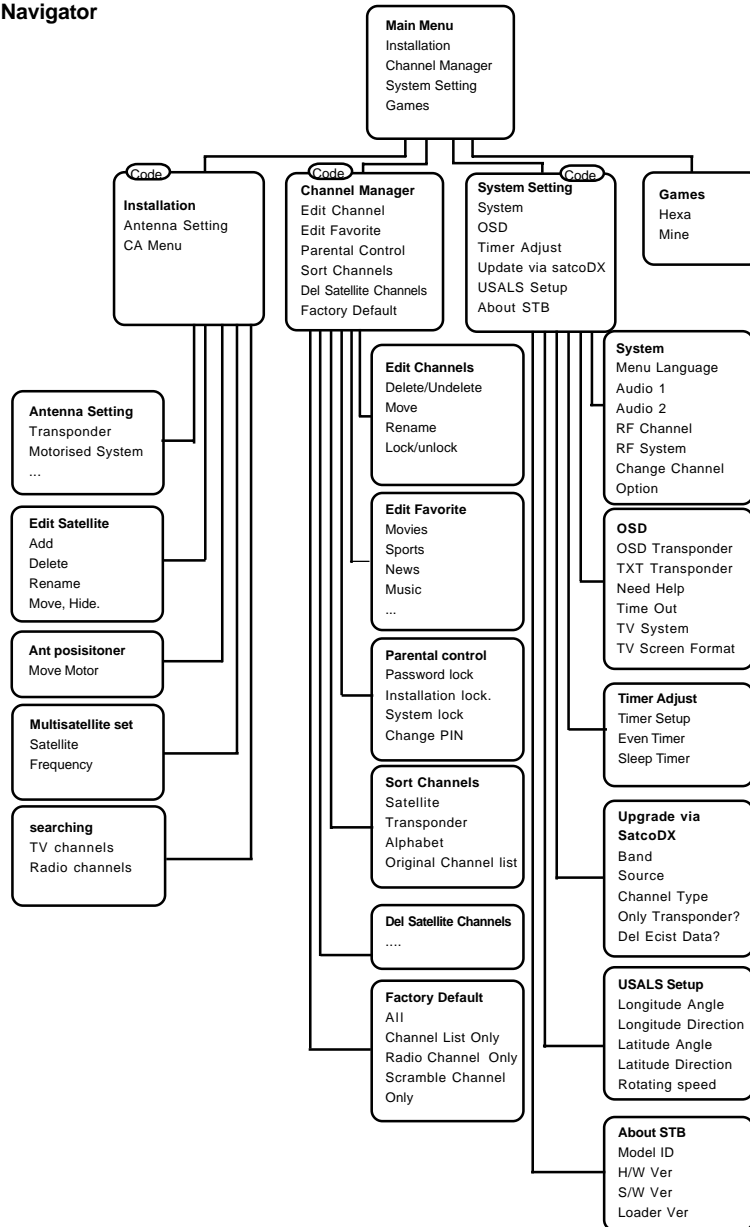 Navigator
Main Menu
Installation
Channel Manager
System Setting
Games
Code
Installation
Antenna Setting
CA Menu
Code
Channel Manager
Edit Channel
Edit Favorite
Parental Control
Sort Channels
Del Satellite Channels
Factory Default
Code
System Setting
System
OSD
Timer Adjust
Update via satcoDX
USALS Setup
About STB
Games
Hexa
Mine
Antenna Setting
Transponder
Motorised System
...
Edit Satellite
Add
Delete
Rename
Move, Hide.
Ant posisitoner
Move Motor
Multisatellite set
Satellite
Frequency
searching
TV channels
Radio channels
Edit Channels
Delete/Undelete
Move
Rename
Lock/unlock
Edit Favorite
Movies
Sports
News
Music
...
Parental control
Password lock
Installation lock.
System lock
Change PIN
Sort Channels
Satellite
Transponder
Alphabet
Original Channel list
Del Satellite Channels
....
Factory Default
All
Channel List Only
Radio Channel Only
Scramble Channel
Only
System
Menu Language
Audio 1
Audio 2
RF Channel
RF System
Change Channel
Option
OSD
OSD Transponder
TXT Transponder
Need Help
Time Out
TV System
TV Screen Format
Timer Adjust
Timer Setup
Even Timer
Sleep Timer
Upgrade via
SatcoDX
Band
Source
Channel Type
Only Transponder?
Del Ecist Data?
USALS Setup
Longitude Angle
Longitude Direction
Latitude Angle
Latitude Direction
Rotating speed
About STB
Model ID
H/W Ver
S/W Ver
Loader Ver